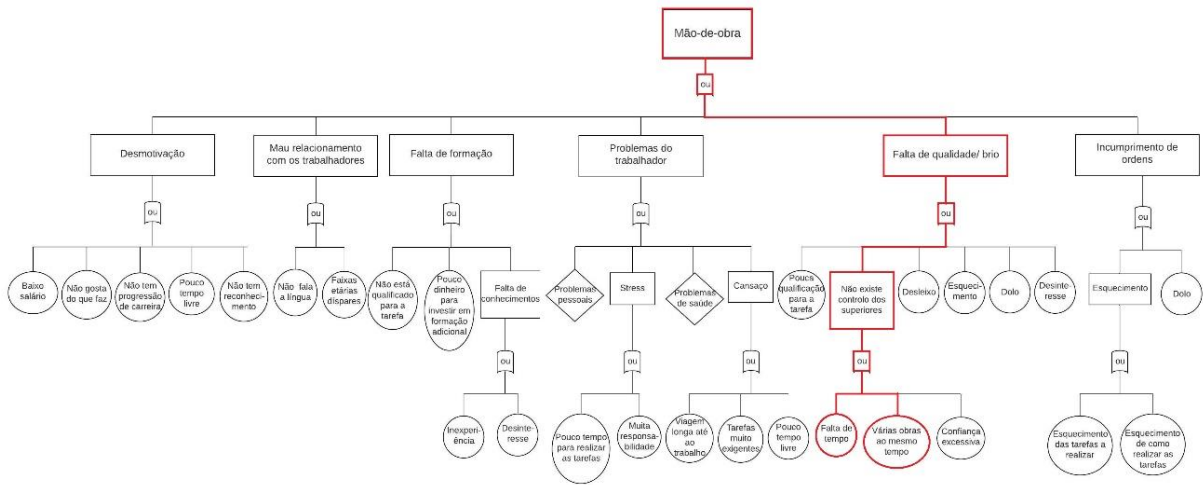 Mão-de-obra
ou
Desmotivação
Mau relacionamento
com os trabalhadores
Falta de formação
Problemas do
trabalhador
Falta de qualidade/ brio
Incumprimento de
ordens
ou
ou
ou
ou
ou
ou
Baixo
salário
Não gosta
do que faz
Não tem
progressão
de carreira
Pouco
tempo
livre
Não tem
reconheci-
mento
Não fala
a língua
Faixas
etárias
díspares
Não está
qualificado
para a
tarefa
Pouco
dinheiro
para
investir em
formação
adicional
Falta de
conhecimentos
Problemas
pessoais
Stress
Problemas
de saúde
Cansaço
Pouca
qualificação
para a
tarefa
Não existe
controlo dos
superiores
Desleixo
Esqueci-
mento
Dolo
Desinte-
resse
Esquecimento
Dolo
ou
ou
ou
ou
ou
Inexperi-
ência
Desinte-
resse
Pouco tempo
para realizar
as tarefas
Muita
responsa-
bilidade
Viagem
longa até
ao
trabalho
Tarefas
muito
exigentes
Pouco
tempo
livre
Falta de
tempo
Várias obras
ao mesmo
tempo
Confiança
excessiva
Esquecimento
das tarefas a
realizar
Esquecimento
de como
realizar as
tarefas